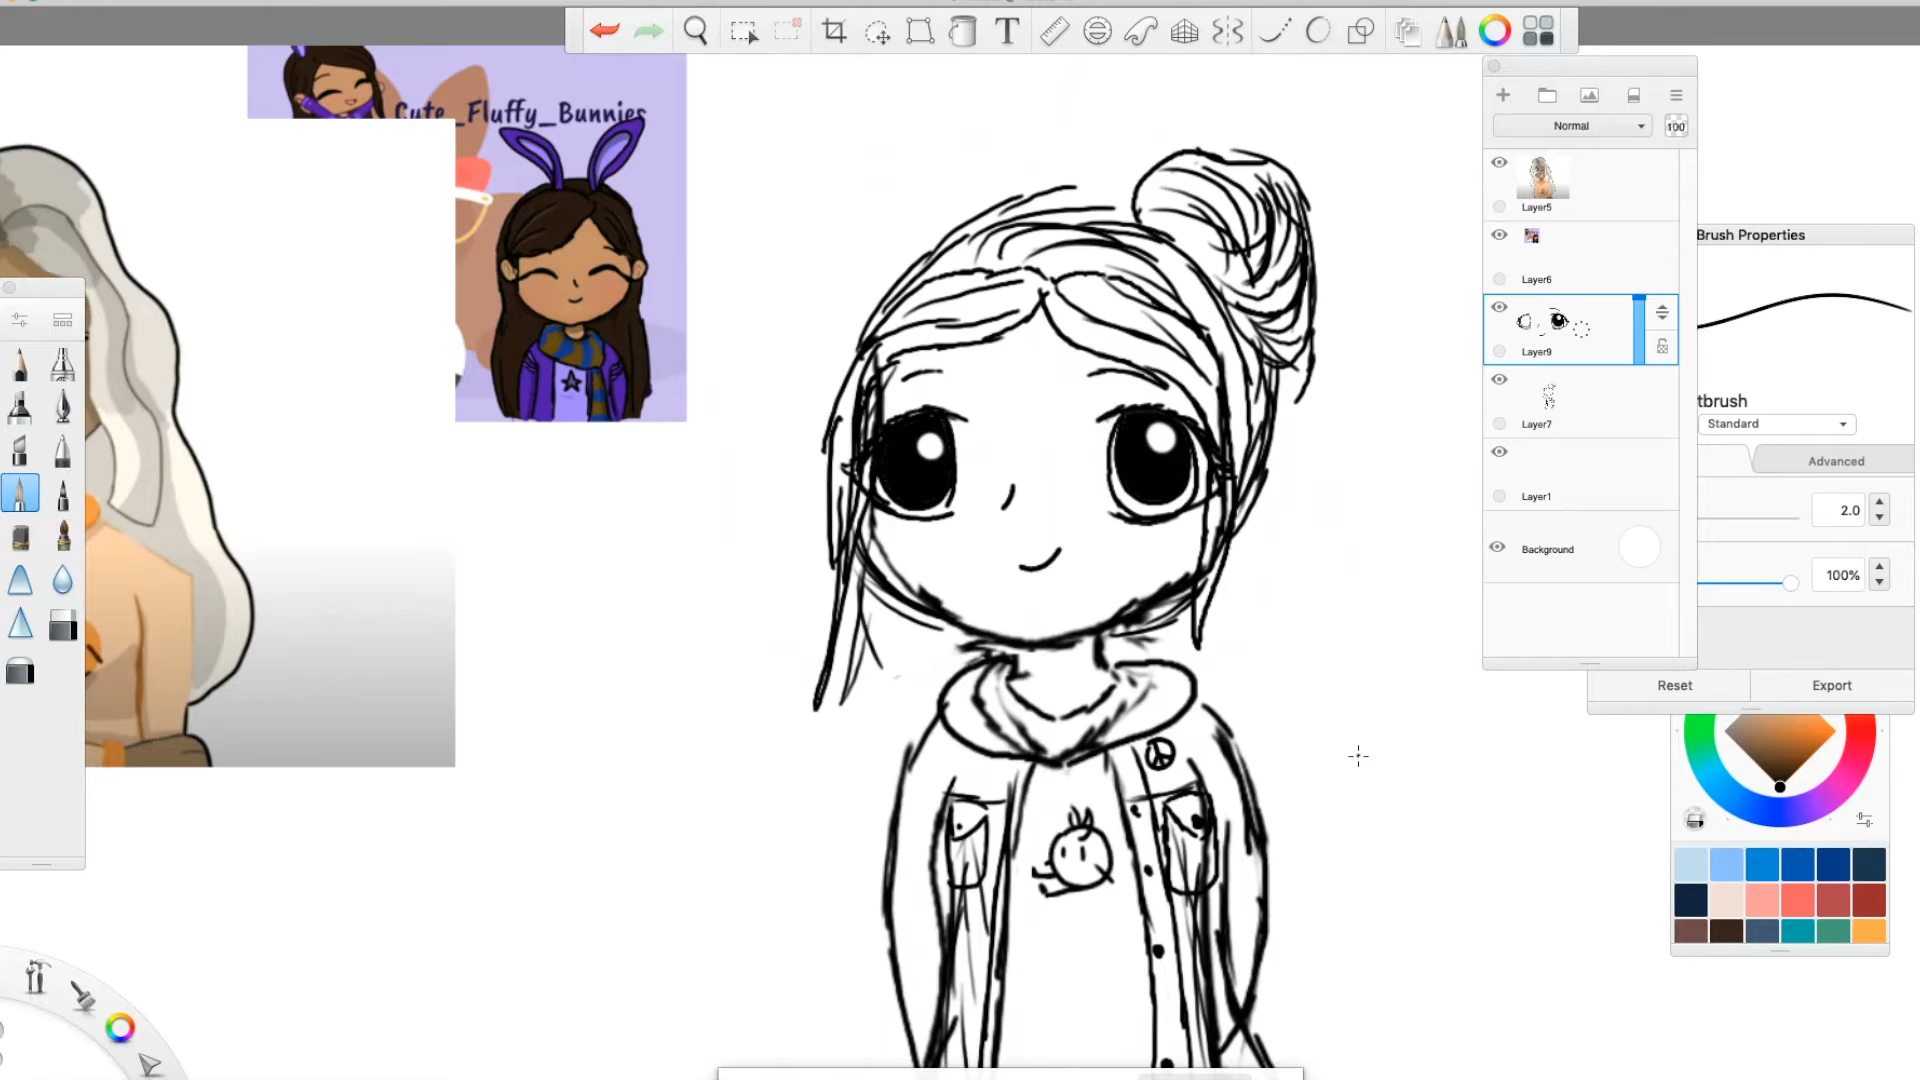 T
Cute_Fluffy_Bunnies
Normal
100
Layer5
Layer6
Layer9
Layer7
Layer1
Background
Brush Properties
tbrush
Standard
Advanced
2.0
100%
Reset
Export